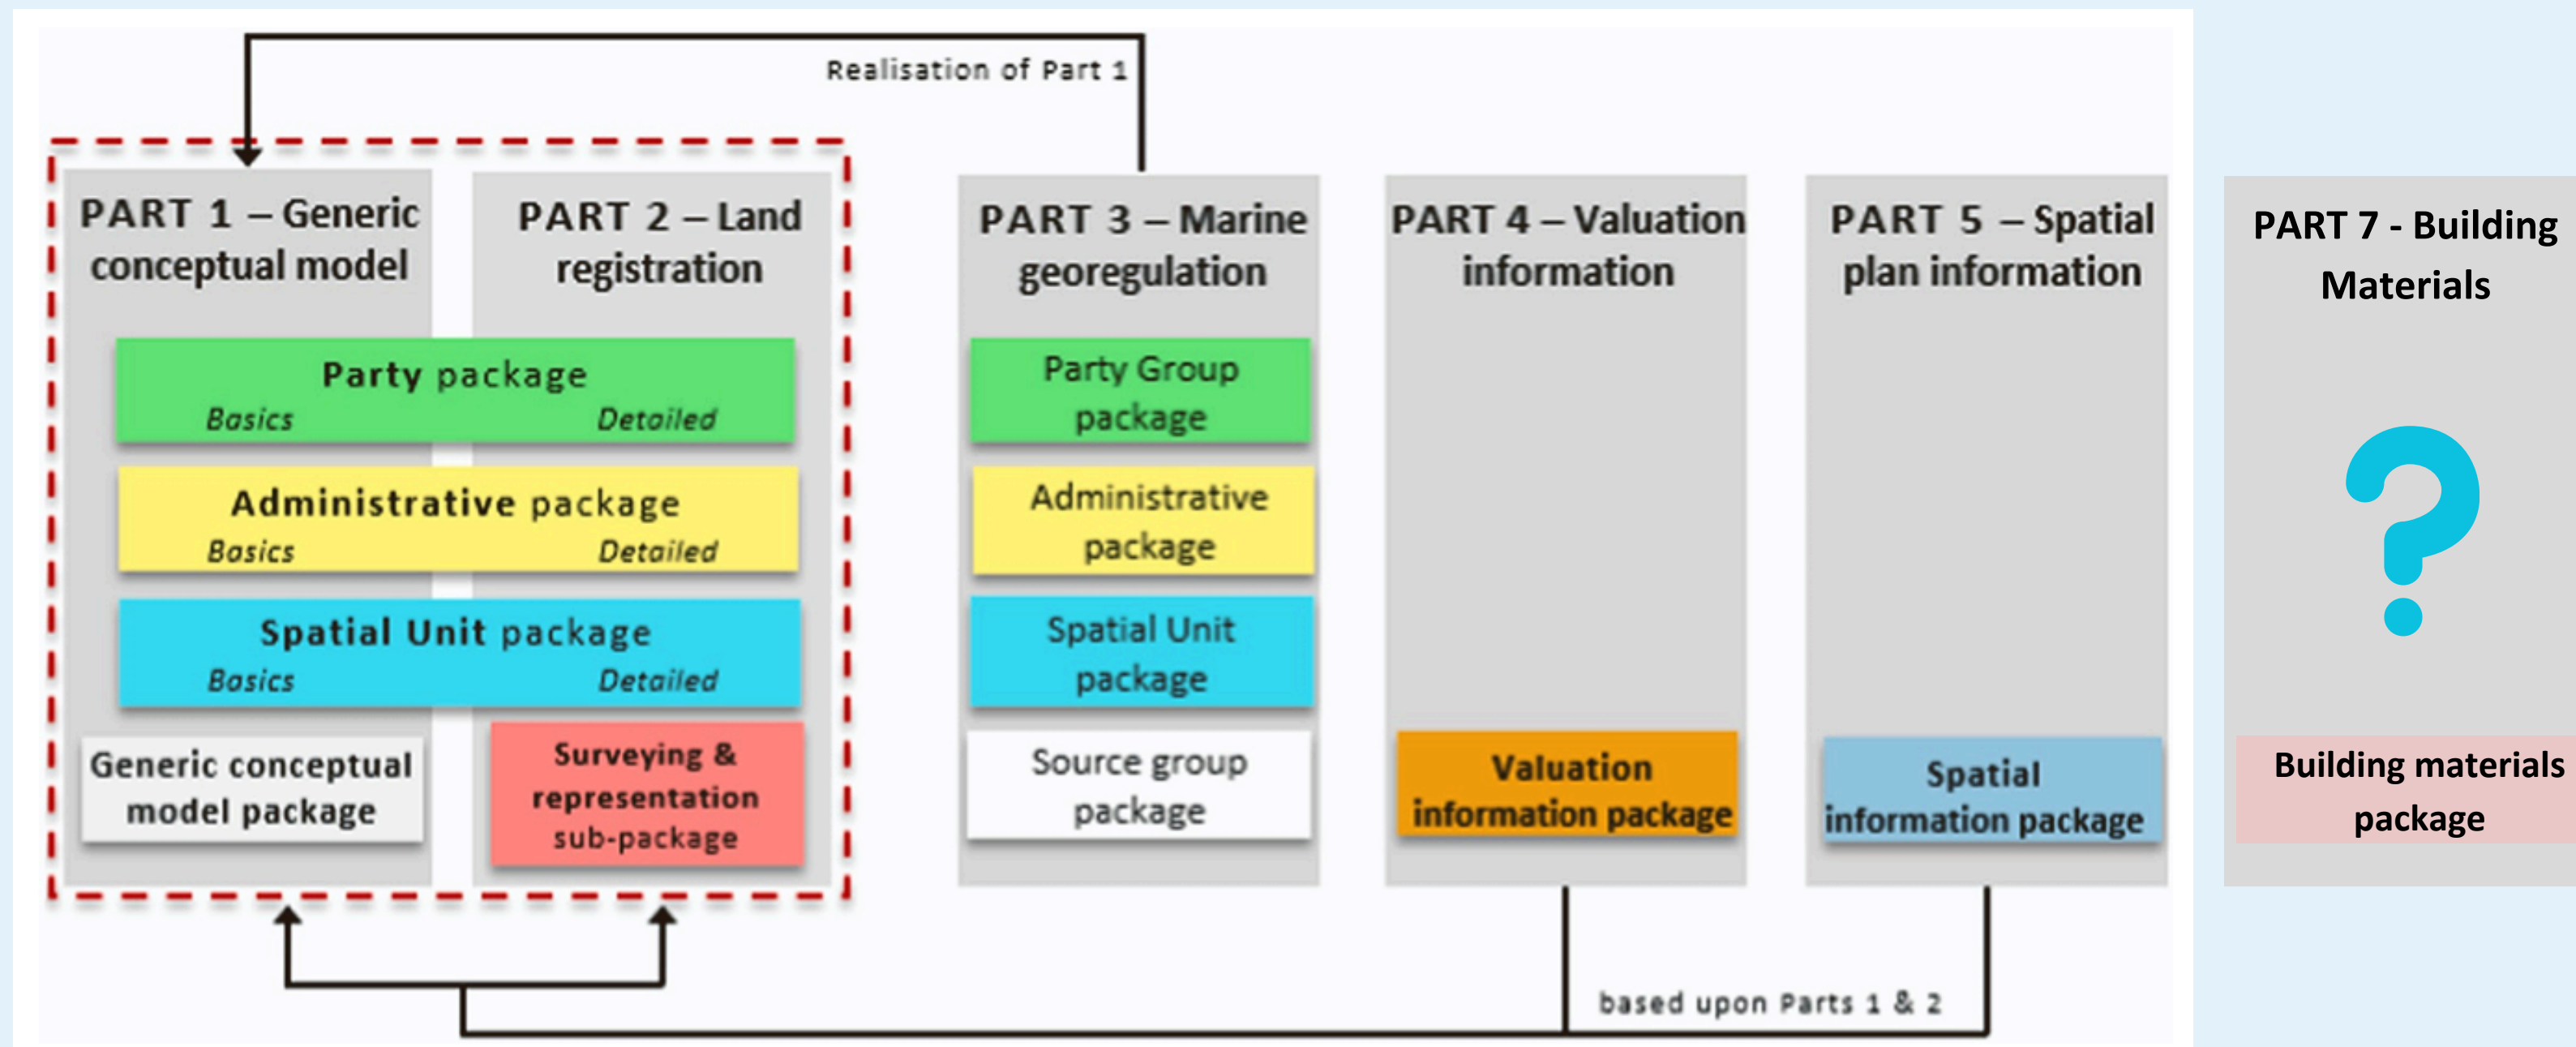 Realisation of Part 1
PART 1 – Generic
conceptual model
PART 2 – Land
registration
Party package
Basics Detailed
Administrative package
Basics Detailed
Spatial Unit package
Basics Detailed
Generic conceptual
model package
Surveying &
representation
sub-package
PART 3 – Marine
georegulation
Party Group
package
Administrative
package
Spatial Unit
package
Source group
package
PART 4 – Valuation
information
Valuation
information package
PART 5 – Spatial
plan information
Spatial
information package
based upon Parts 1 & 2
PART 7 - Building
Materials
?
Building materials
package